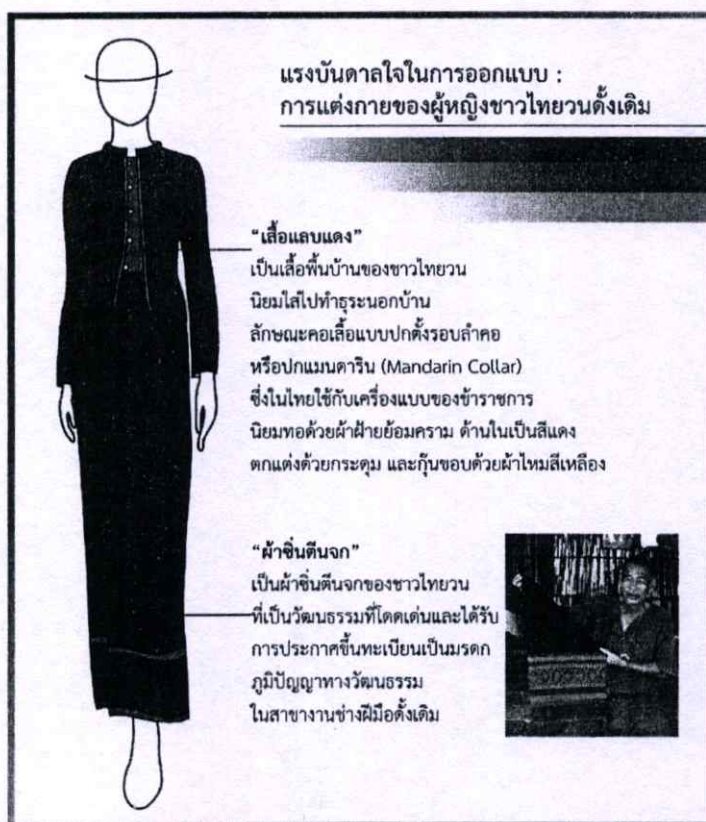 แรงบันดาลใจในการออกแบบ :
การแต่งกายของผู้หญิงชาวไทยวนดั้งเดิม
“เสื้อแลบแดง”
เป็นเสื้อพื้นบ้านของชาวไทยวน
นิยมใส่ไปทำธุระนอกบ้าน
ลักษณะคอเสื้อแบบปกตั้งรอบลำคอ
หรือปกแมนดาริน (Mandarin Collar)
ซึ่งในไทยใช้กับเครื่องแบบของข้าราชการ
นิยมทอด้วยผ้าฝ้ายย้อมคราม ด้านในเป็นสีแดง
ตกแต่งด้วยกระดุม และกุ๊นขอบด้วยผ้าไหมสีเหลือง
“ผ้าซิ่นตีนจก”
เป็นผ้าซิ่นตีนจกของชาวไทยวน
ที่เป็นวัฒนธรรมที่โดดเด่นและได้รับ
การประกาศขึ้นทะเบียนเป็นมรดก
ภูมิปัญญาทางวัฒนธรรม
ในสาขางานช่างฝีมือดั้งเดิม